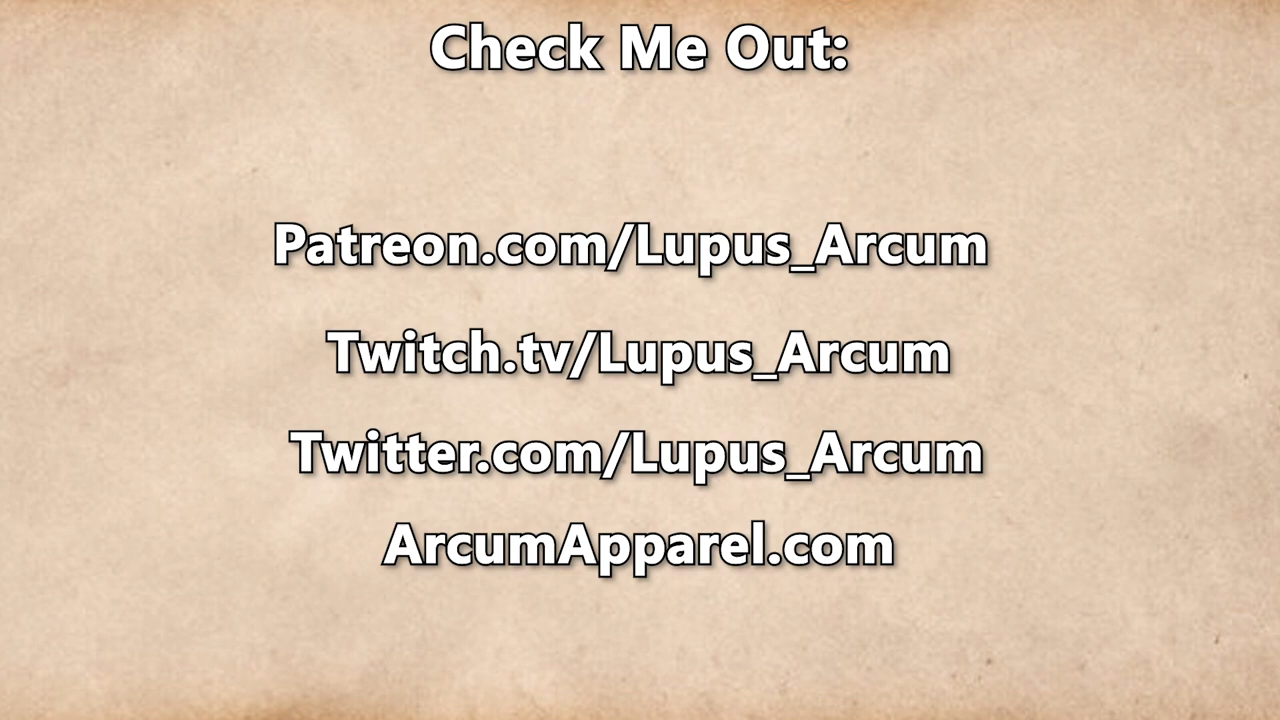 Check Me Out:
Patreon.com/Lupus_Arcum
Twitch.tv/Lupus_Arcum
Twitter.com/Lupus_Arcum
ArcumApparel.com